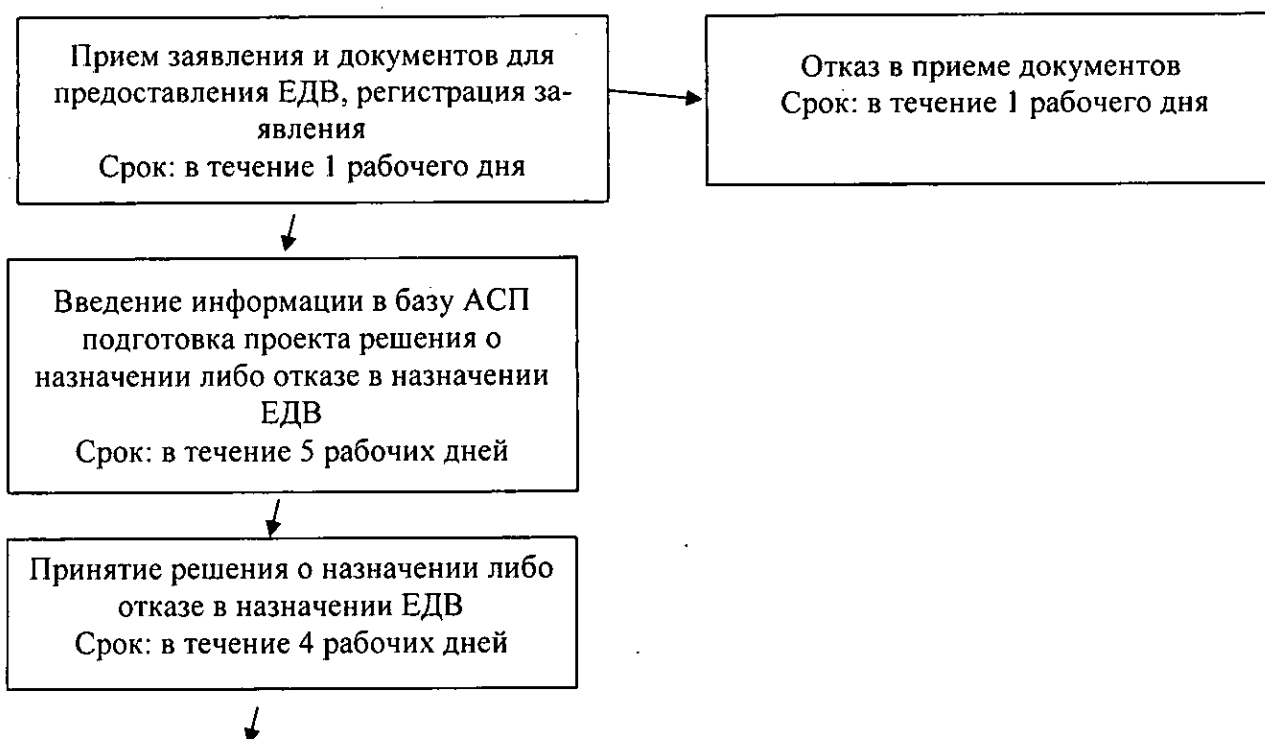 Прием заявления и документов для
предоставления ЕДВ, регистрация за-
явления
Срок: в течение 1 рабочего дня
Отказ в приеме документов
Срок: в течение 1 рабочего дня
Введение информации в базу АСП
подготовка проекта решения о
назначении либо отказе в назначении
ЕДВ
Срок: в течение 5 рабочих дней
Принятие решения о назначении либо
отказе в назначении ЕДВ
Срок: в течение 4 рабочих дней